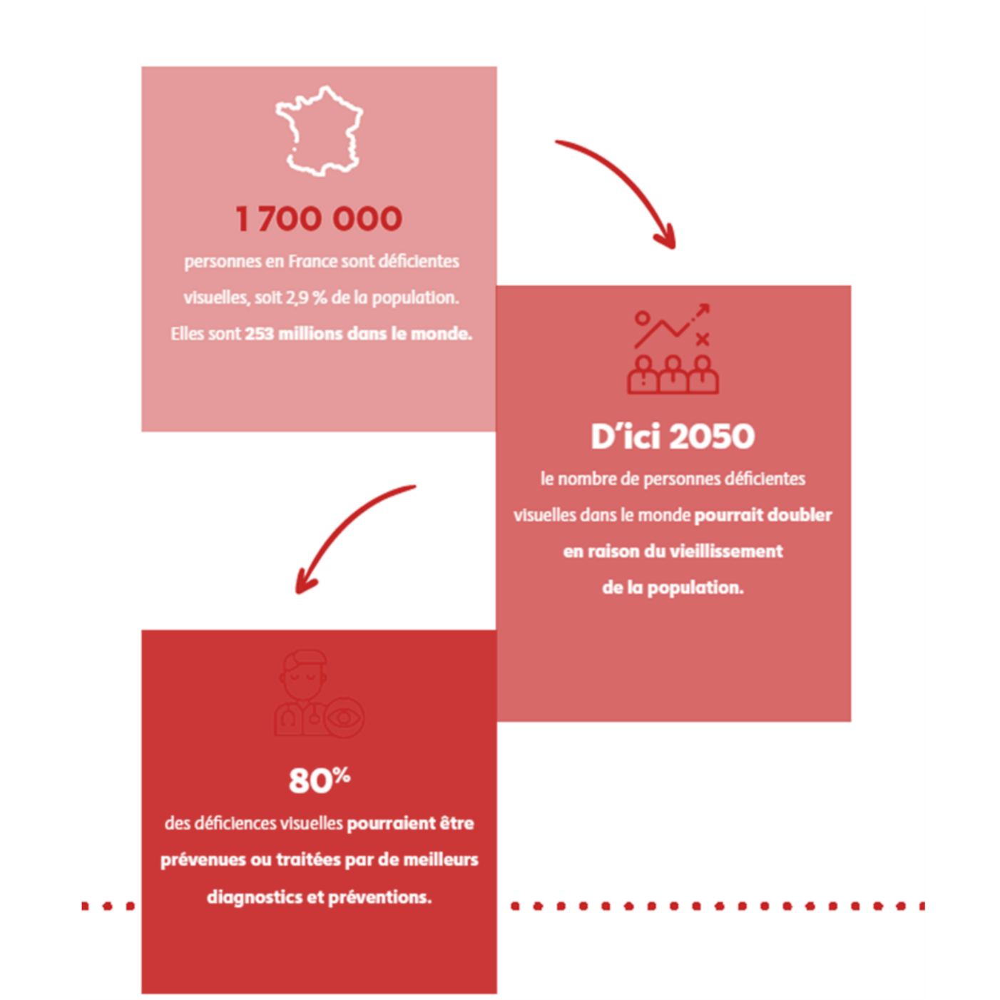 1 700 000
personnes en France sont déficientes
visuelles, soit 2,9 % de la population.
Elles sont 253 millions dans le monde.
D’ici 2050
le nombre de personnes déficientes
visuelles dans le monde pourrait doubler
en raison du vieillissement
de la population.
80%
des déficiences visuelles pourraient être
prévenues ou traitées par de meilleurs
diagnostics et préventions.